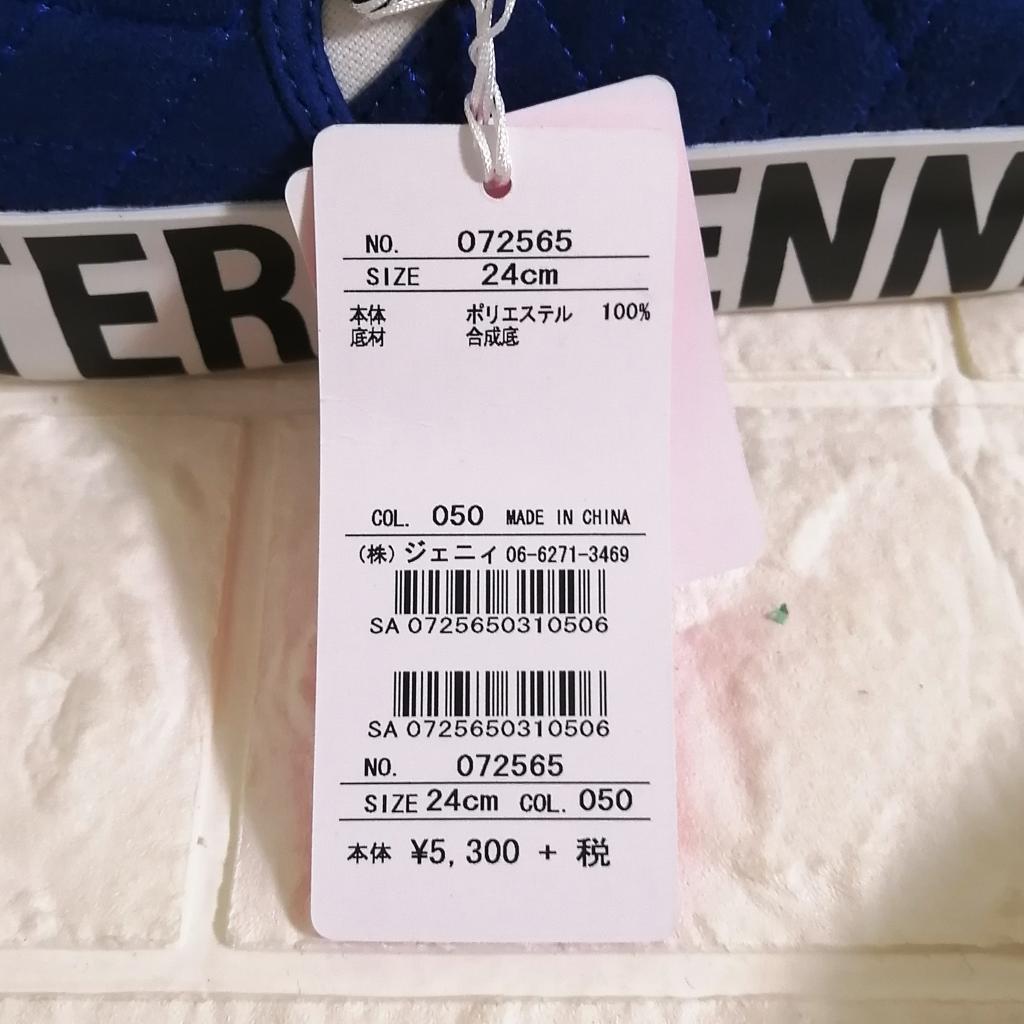 TER ENN
NO. 072565
SIZE 24cm
本体 ポリエステル 100%
底材 合成底
COL. 050 MADE IN CHINA
(株)ジェニィ 06-6271-3469
SA 0725650310506
SA 0725650310506
NO. 072565
SIZE 24cm COL. 050
本体 ¥5,300 + 税